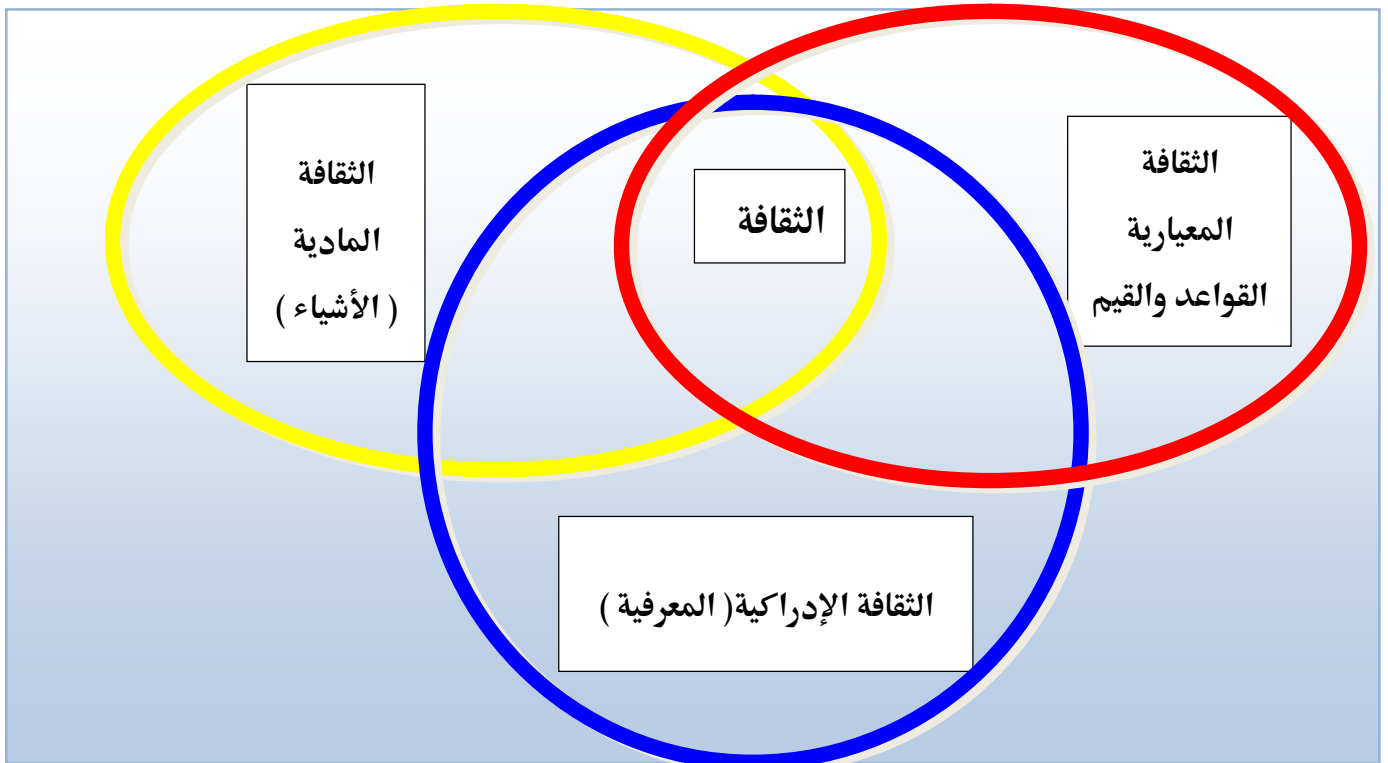 الثقافة
المعيارية
القواعد والقيم
الثقافة
الثقافة
المادية
( الأشياء )
الثقافة الإدراكية( المعرفية )